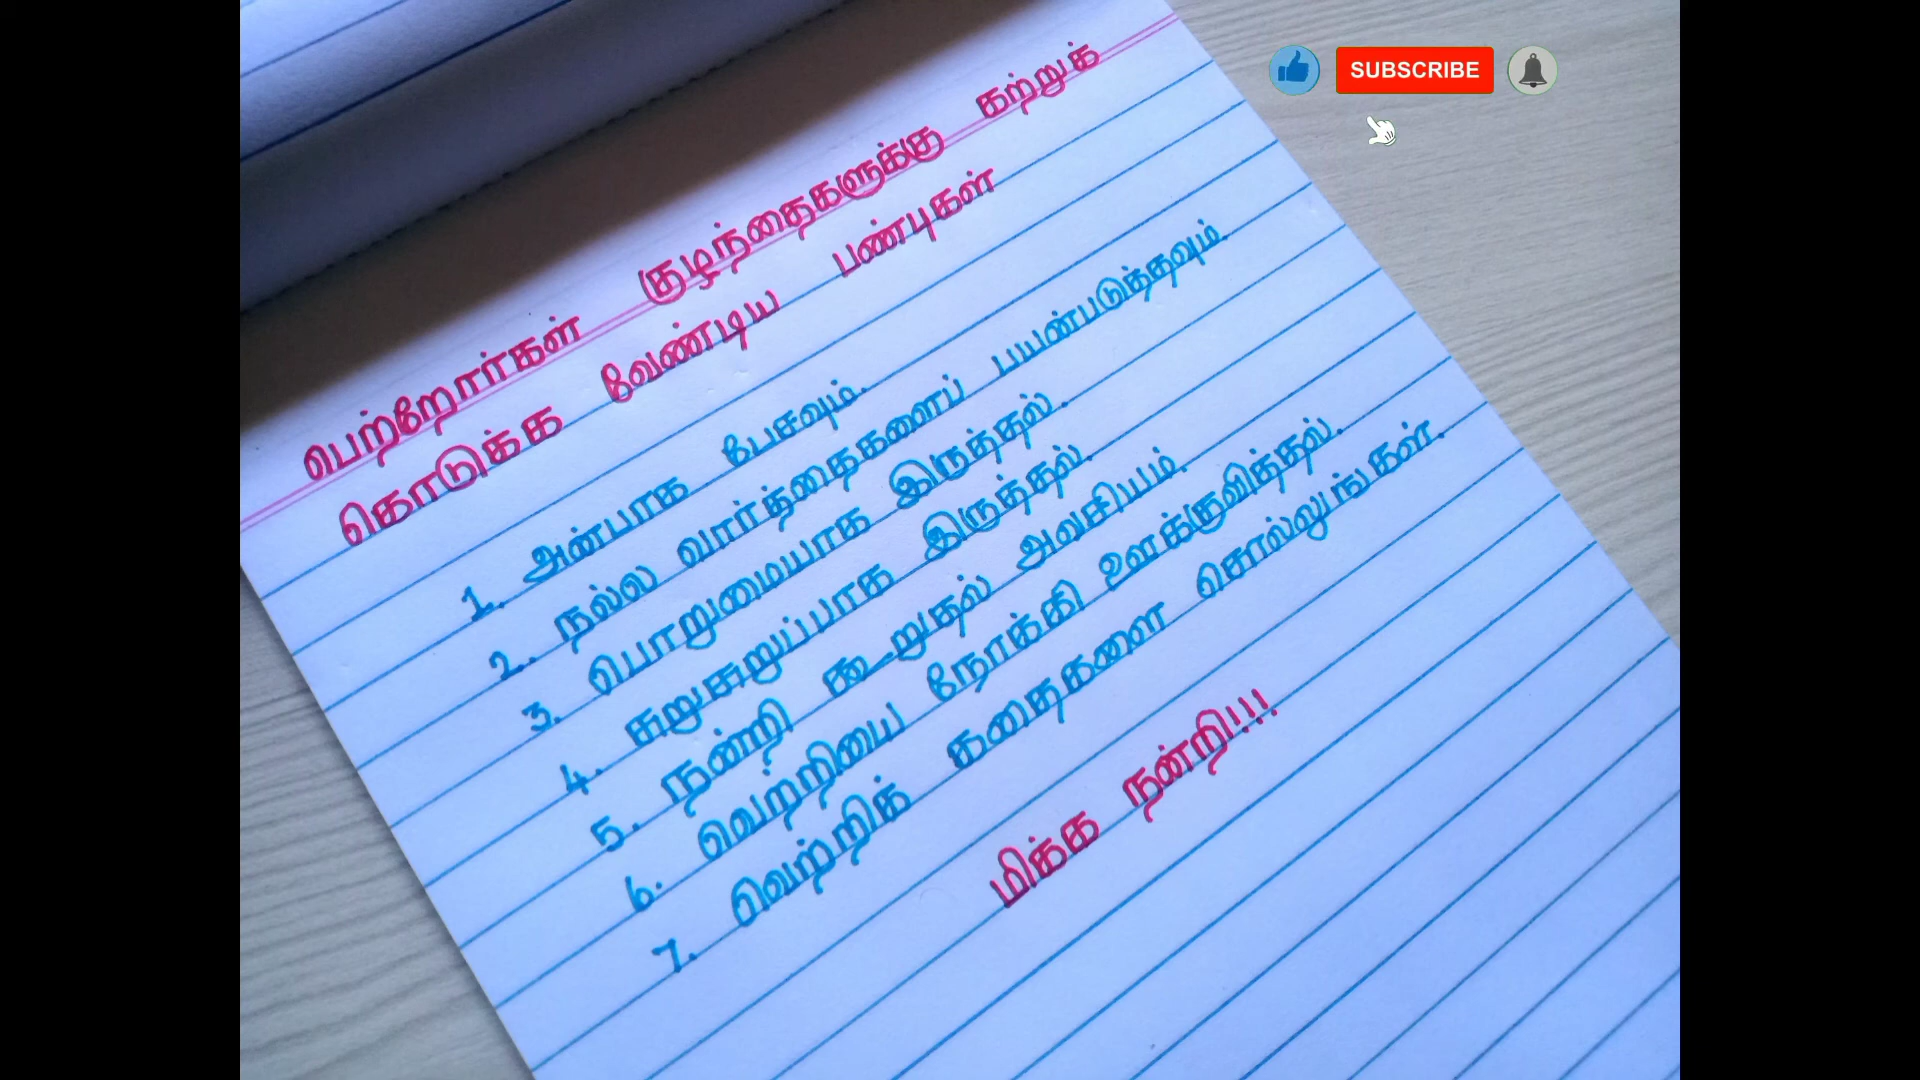 SUBSCRIBE
பெற்றோர்கள் குழந்தைகளுக்கு கற்றுக்
கொடுக்க வேண்டிய பண்புகள்
1. அன்பாக பேசவும்.
2. நல்ல வார்த்தைகளைப் பயன்படுத்தவும்.
3. பொறுமையாக இருத்தல்.
4. சுறுசுறுப்பாக இருத்தல்.
5. நன்றி கூறுதல் அவசியம்.
6. வெற்றியை நோக்கி ஊக்குவித்தல்.
7. வெற்றிக் கதைகளை சொல்லுங்கள்.
மிக்க நன்றி!!!